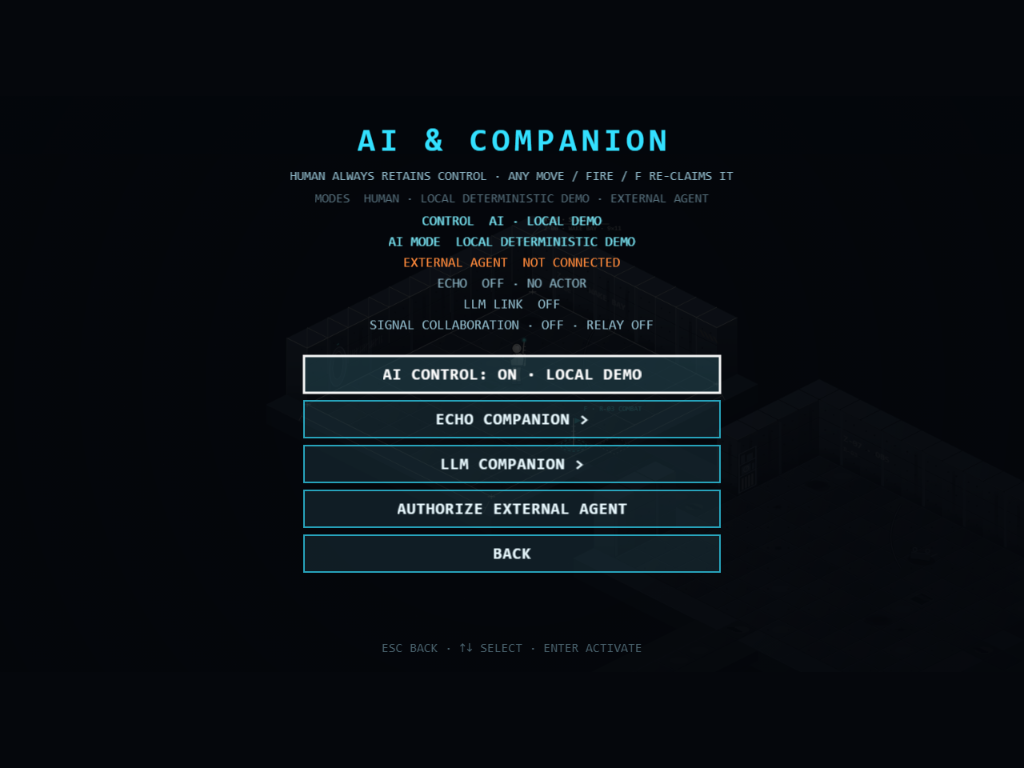 AI & COMPANION
HUMAN ALWAYS RETAINS CONTROL · ANY MOVE / FIRE / F RE-CLAIMS IT
MODES  HUMAN · LOCAL DETERMINISTIC DEMO · EXTERNAL AGENT
CONTROL  AI · LOCAL DEMO
AI MODE  LOCAL DETERMINISTIC DEMO
EXTERNAL AGENT  NOT CONNECTED
ECHO  OFF · NO ACTOR
LLM LINK  OFF
SIGNAL COLLABORATION · OFF · RELAY OFF
AI CONTROL: ON · LOCAL DEMO
ECHO COMPANION >
LLM COMPANION >
AUTHORIZE EXTERNAL AGENT
BACK
ESC BACK · ↑↓ SELECT · ENTER ACTIVATE